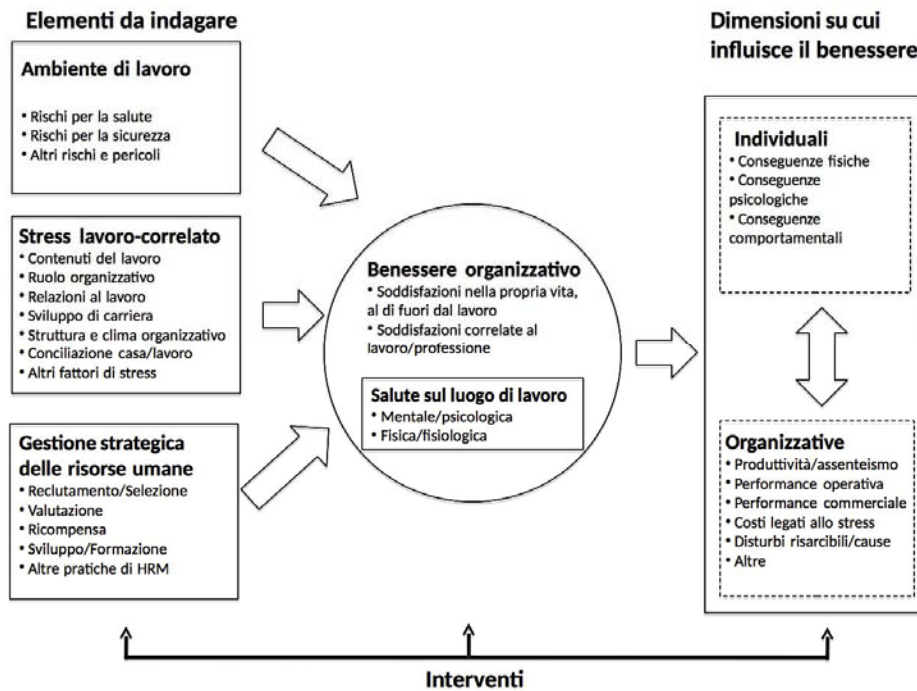 Elementi da indagare
Ambiente di lavoro
• Rischi per la salute
• Rischi per la sicurezza
• Altri rischi e pericoli
Stress lavoro-correlato
• Contenuti del lavoro
• Ruolo organizzativo
• Relazioni al lavoro
• Sviluppo di carriera
• Struttura e clima organizzativo
• Conciliazione casa/lavoro
• Altri fattori di stress
Gestione strategica
delle risorse umane
• Reclutamento/Selezione
• Valutazione
• Ricompensa
• Sviluppo/Formazione
• Altre pratiche di HRM
Benessere organizzativo
• Soddisfazioni nella propria vita,
al di fuori dal lavoro
• Soddisfazioni correlate al
lavoro/professione
Salute sul luogo di lavoro
• Mentale/psicologica
• Fisica/fisiologica
Dimensioni su cui
influisce il benessere
Individuali
• Conseguenze fisiche
• Conseguenze
psicologiche
• Conseguenze
comportamentali
Organizzative
• Produttività/assenteismo
• Performance operativa
• Performance commerciale
• Costi legati allo stress
• Disturbi risarcibili/cause
• Altre
Interventi